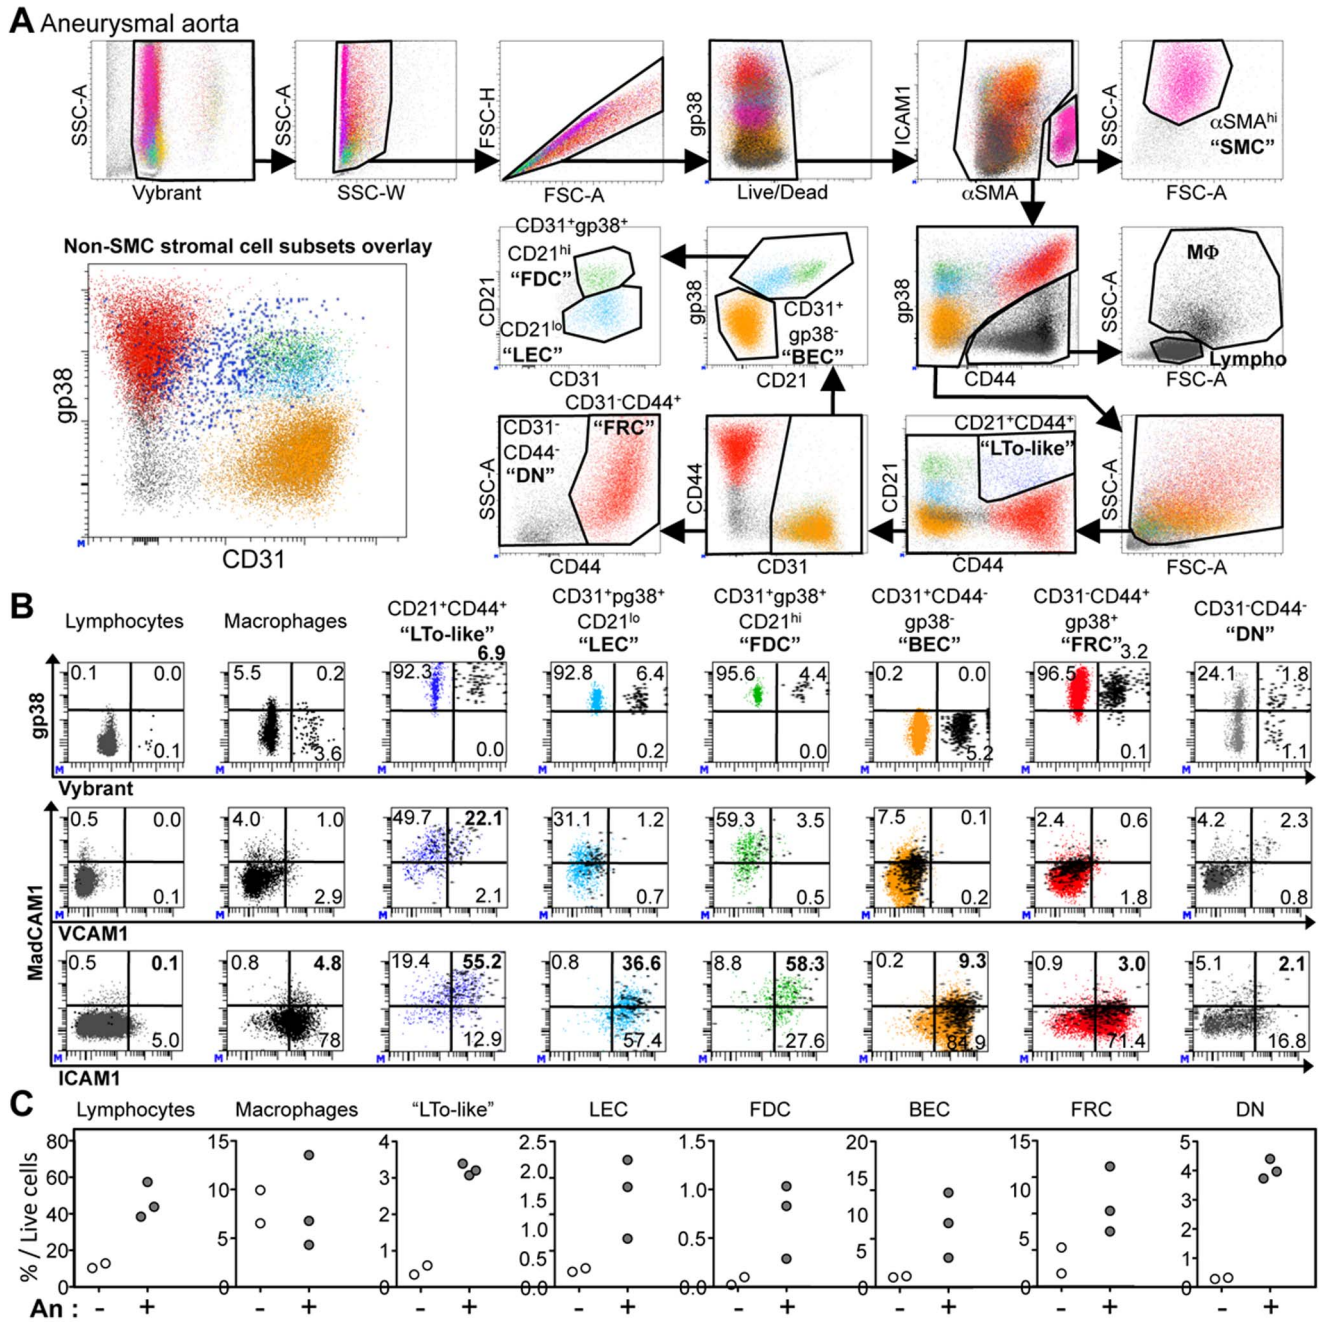 A Aneurysmal aorta
SSC-A
Vybrant
SSC-A
SSC-W
FSC-H
FSC-A
gp38
Live/Dead
ICAM1
αSMA
SSC-A
αSMAhi
"SMC"
FSC-A
Non-SMC stromal cell subsets overlay
gp38
CD31
CD31+gp38+
CD21hi
"FDC"
CD21
CD21lo
"LEC"
CD31
gp38
CD31+
gp38-
"BEC"
CD21
gp38
CD44
SSC-A
MΦ
Lympho
FSC-A
CD31-CD44+
"FRC"
CD31-
CD44-
"DN"
SSC-A
CD44
CD44
CD31
CD21+CD44+
"LTo-like"
CD21
CD44
SSC-A
FSC-A
B
Lymphocytes
Macrophages
CD21+CD44+
"LTo-like"
CD31+pg38+
CD21lo
"LEC"
CD31+gp38+
CD21hi
"FDC"
CD31+CD44-
gp38-
"BEC"
CD31-CD44+
gp38+
"FRC"
CD31-CD44-
"DN"
gp38
0.1 0.0
0.1
5.5 0.2
3.6
92.3 6.9
0.0
92.8 6.4
0.2
95.6 4.4
0.0
0.2 0.0
5.2
96.5 3.2
0.1
24.1 1.8
1.1
Vybrant
MadCAM1
0.5 0.0
0.1
4.0 1.0
2.9
49.7 22.1
2.1
31.1 1.2
0.7
59.3 3.5
0.5
7.5 0.1
0.2
2.4 0.6
1.8
4.2 2.3
0.8
VCAM1
0.5 0.1
5.0
0.8 4.8
78
19.4 55.2
12.9
0.8 36.6
57.4
8.8 58.3
27.6
0.2 9.3
84.9
0.9 3.0
71.4
5.1 2.1
16.8
ICAM1
C
Lymphocytes
Macrophages
"LTo-like"
LEC
FDC
BEC
FRC
DN
% / Live cells
80
60
40
20
0
15
10
5
0
4
3
2
1
0
2.5
2.0
1.5
1.0
0.5
0.0
1.5
1.0
0.5
0.0
20
15
10
5
0
15
10
5
0
5
4
3
2
1
0
An : - + - + - + - + - + - + - + - +